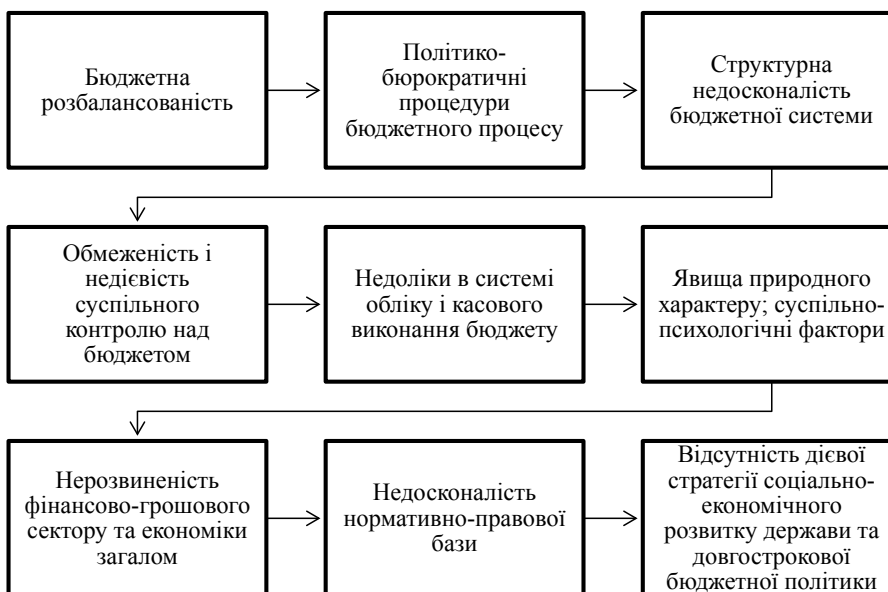 Бюджетна
розбалансованість
Політико-
бюрократичні
процедури
бюджетного процесу
Структурна
недосконалість
бюджетної системи
Обмеженість і
недієвість
суспільного
контролю над
бюджетом
Недоліки в системі
обліку і касового
виконання бюджету
Явища природного
характеру; суспільно-
психологічні фактори
Нерозвиненість
фінансово-грошового
сектору та економіки
загалом
Недосконалість
нормативно-правової
бази
Відсутність дієвої
стратегії соціально-
економічного
розвитку держави та
довгострокової
бюджетної політики